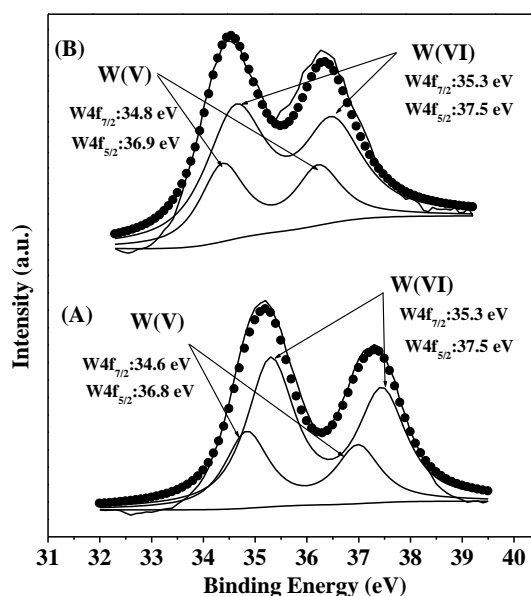 (B)
W(VI)
W(V)
W4f7/2:35.3 eV
W4f5/2:37.5 eV
W4f7/2:34.8 eV
W4f5/2:36.9 eV
W(VI)
(A)
W(V)
W4f7/2:35.3 eV
W4f5/2:37.5 eV
W4f7/2:34.6 eV
W4f5/2:36.8 eV
Intensity (a.u.)
31 32 33 34 35 36 37 38 39 40
Binding Energy (eV)